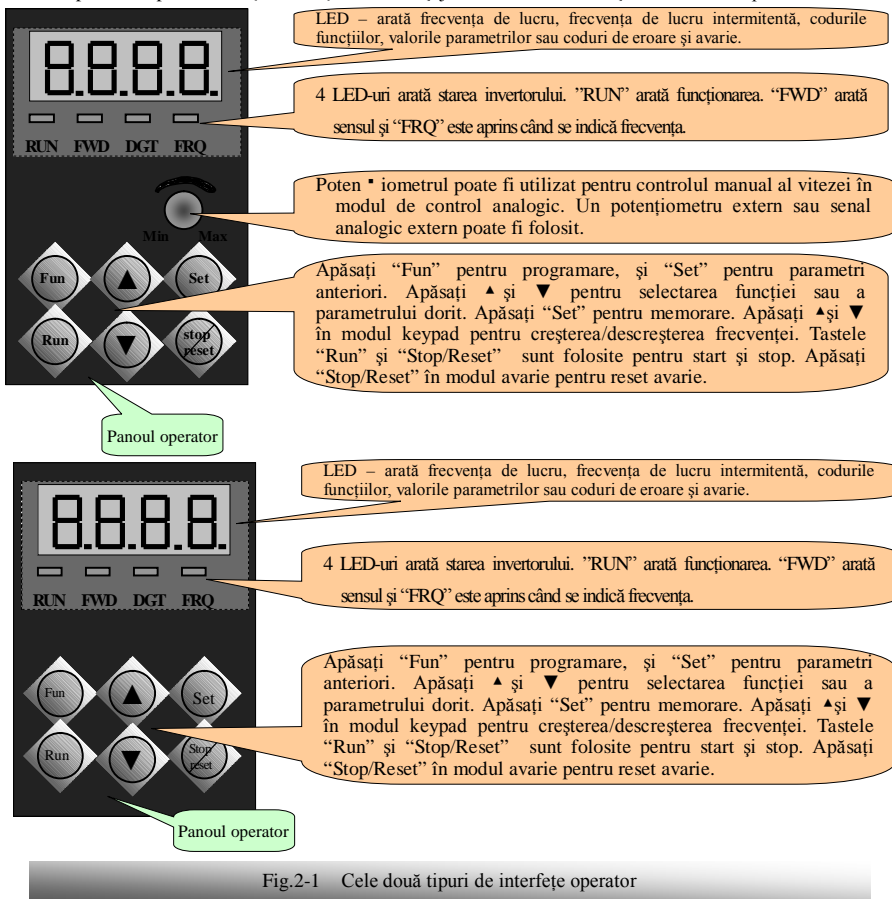 LED – arată frecvența de lucru, frecvența de lucru intermitentă, codurile
funcțiilor, valorile parametrilor sau coduri de eroare și avarie.
8.8.8.8.
4 LED-uri arată starea invertorului. ”RUN” arată funcționarea. “FWD” arată
sensul și “FRQ” este aprins când se indică frecvența.
RUN FWD DGT FRQ
Poten ▪ iometrul poate fi utilizat pentru controlul manual al vitezei în
modul de control analogic. Un potențiometru extern sau senal
analogic extern poate fi folosit.
Min Max
Fun ▲ Set
Run ▼ stop
reset
Apăsați “Fun” pentru programare, și “Set” pentru parametri
anteriori. Apăsați ▲ și ▼ pentru selectarea funcției sau a
parametrului dorit. Apăsați “Set” pentru memorare. Apăsați ▲și ▼
în modul keypad pentru creșterea/descreșterea frecvenței. Tastele
“Run” și “Stop/Reset” sunt folosite pentru start și stop. Apăsați
“Stop/Reset” în modul avarie pentru reset avarie.
Panoul operator
LED – arată frecvența de lucru, frecvența de lucru intermitentă, codurile
funcțiilor, valorile parametrilor sau coduri de eroare și avarie.
8.8.8.8.
4 LED-uri arată starea invertorului. ”RUN” arată funcționarea. “FWD” arată
sensul și “FRQ” este aprins când se indică frecvența.
RUN FWD DGT FRQ
Fun ▲ Set
Run ▼ Stop
reset
Apăsați “Fun” pentru programare, și “Set” pentru parametri
anteriori. Apăsați ▲ și ▼ pentru selectarea funcției sau a
parametrului dorit. Apăsați “Set” pentru memorare. Apăsați ▲și ▼
în modul keypad pentru creșterea/descreșterea frecvenței. Tastele
“Run” și “Stop/Reset” sunt folosite pentru start și stop. Apăsați
“Stop/Reset” în modul avarie pentru reset avarie.
Panoul operator
Fig.2-1 Cele două tipuri de interfețe operator